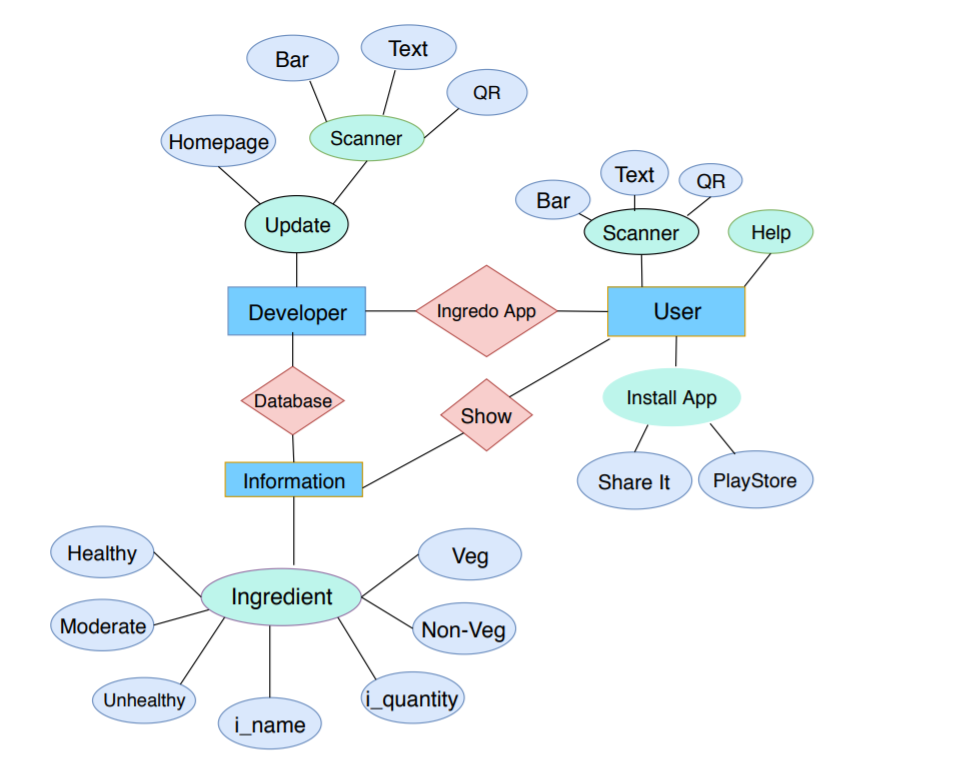 Bar
Text
QR
Homepage
Scanner
Update
Bar
Text
QR
Scanner
Help
Developer
Ingredo App
User
Database
Show
Install App
Information
Share It
PlayStore
Healthy
Veg
Ingredient
Moderate
Non-Veg
Unhealthy
i_name
i_quantity